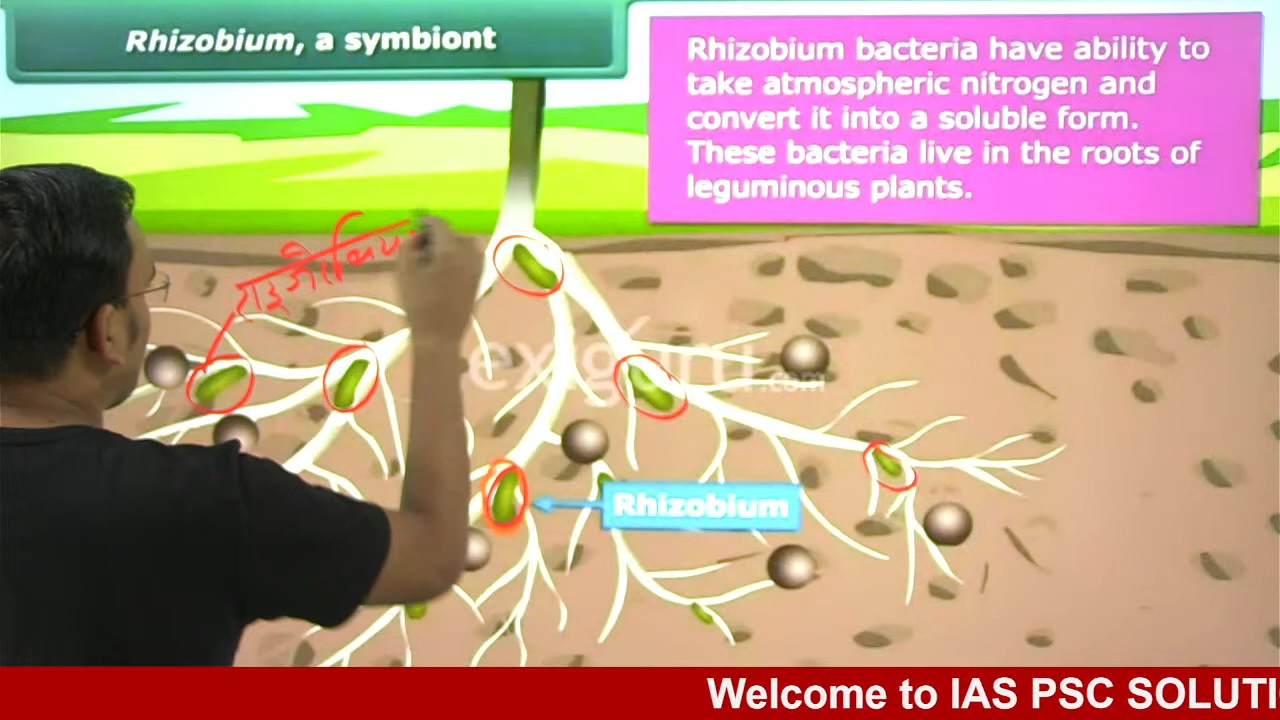 Rhizobium, a symbiont
Rhizobium bacteria have ability to
take atmospheric nitrogen and
convert it into a soluble form.
These bacteria live in the roots of
leguminous plants.
राइजोबिय
Rhizobium
Welcome to IAS PSC SOLUTI